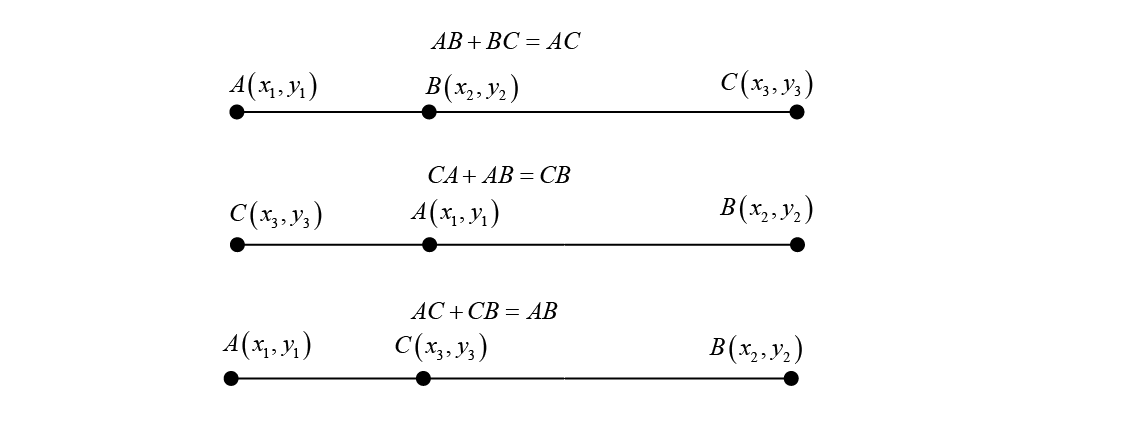 AB + BC = AC
A(x₁, y₁) B(x₂, y₂) C(x₃, y₃)
CA + AB = CB
C(x₃, y₃) A(x₁, y₁) B(x₂, y₂)
AC + CB = AB
A(x₁, y₁) C(x₃, y₃) B(x₂, y₂)